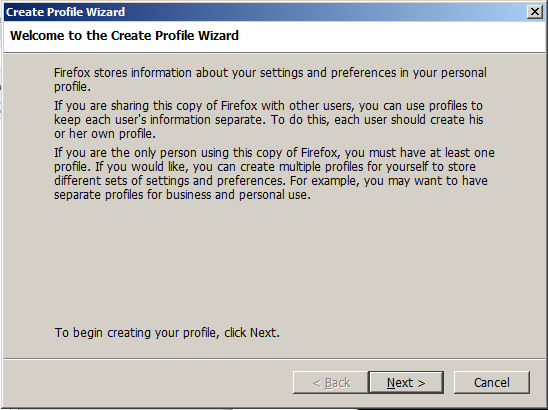 Create Profile Wizard
Welcome to the Create Profile Wizard
Firefox stores information about your settings and preferences in your personal
profile.
If you are sharing this copy of Firefox with other users, you can use profiles to
keep each user's information separate. To do this, each user should create his
or her own profile.
If you are the only person using this copy of Firefox, you must have at least one
profile. If you would like, you can create multiple profiles for yourself to store
different sets of settings and preferences. For example, you may want to have
separate profiles for business and personal use.
To begin creating your profile, click Next.
< Back Next > Cancel